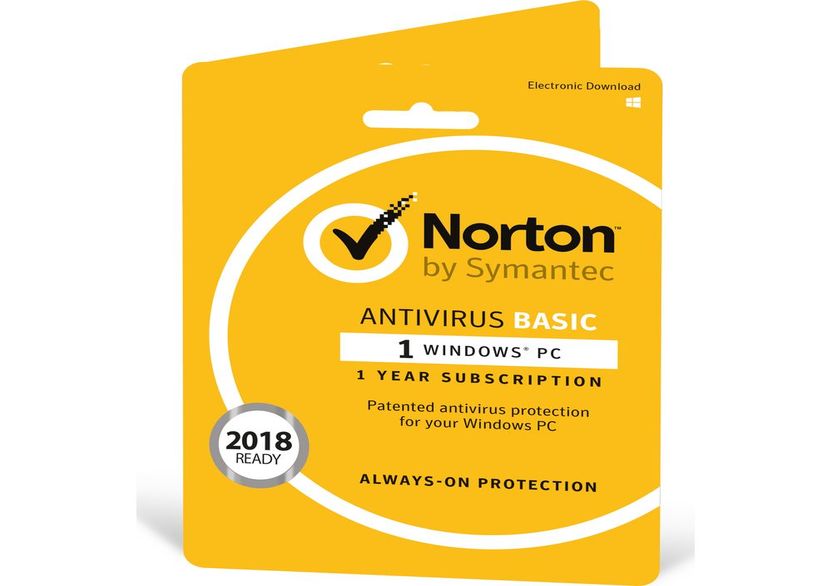 Electronic Download
Norton™
by Symantec
ANTIVIRUS BASIC
1 WINDOWS® PC
1 YEAR SUBSCRIPTION
Patented antivirus protection
for your Windows PC
2018
READY
ALWAYS-ON PROTECTION